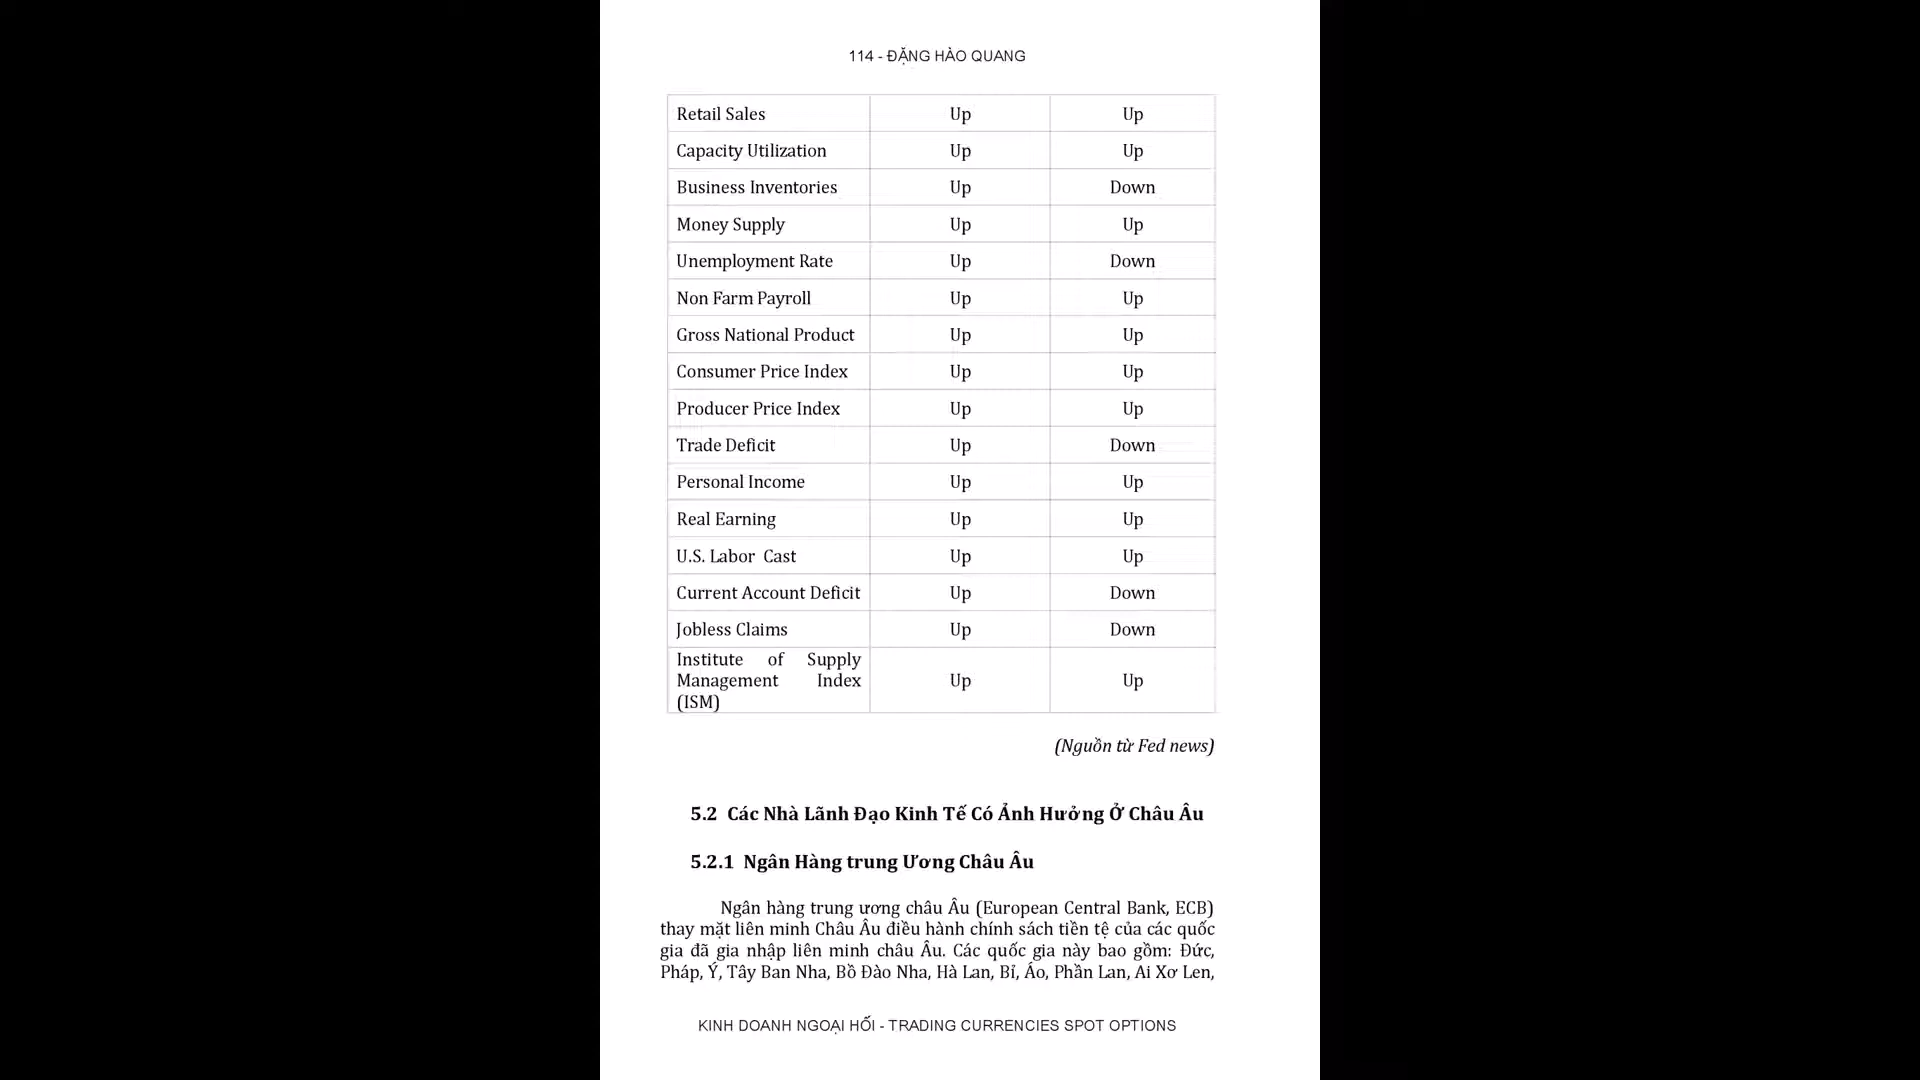 114 - ĐẶNG HÀO QUANG
Retail Sales Up Up
Capacity Utilization Up Up
Business Inventories Up Down
Money Supply Up Up
Unemployment Rate Up Down
Non Farm Payroll Up Up
Gross National Product Up Up
Consumer Price Index Up Up
Producer Price Index Up Up
Trade Deficit Up Down
Personal Income Up Up
Real Earning Up Up
U.S. Labor Cast Up Up
Current Account Deficit Up Down
Jobless Claims Up Down
Institute of Supply
Management Index Up Up
(ISM)
(Nguồn từ Fed news)
5.2 Các Nhà Lãnh Đạo Kinh Tế Có Ảnh Hưởng Ở Châu Âu
5.2.1 Ngân Hàng trung Ương Châu Âu
Ngân hàng trung ương châu Âu (European Central Bank, ECB)
thay mặt liên minh Châu Âu điều hành chính sách tiền tệ của các quốc
gia đã gia nhập liên minh châu Âu. Các quốc gia này bao gồm: Đức,
Pháp, Ý, Tây Ban Nha, Bồ Đào Nha, Hà Lan, Bỉ, Áo, Phần Lan, Ai Xơ Len,
KINH DOANH NGOẠI HỐI - TRADING CURRENCIES SPOT OPTIONS